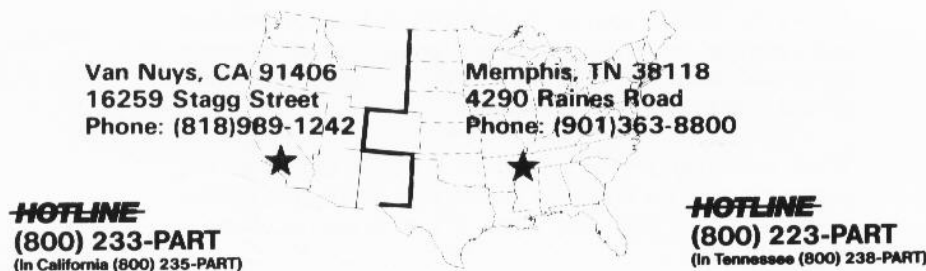 Van Nuys, CA 91406
16259 Stagg Street
Phone: (818)989-1242
Memphis, TN 38118
4290 Raines Road
Phone: (901)363-8800
HOTLINE
(800) 233-PART
(In California (800) 235-PART)
HOTLINE
(800) 223-PART
(In Tennessee (800) 238-PART)